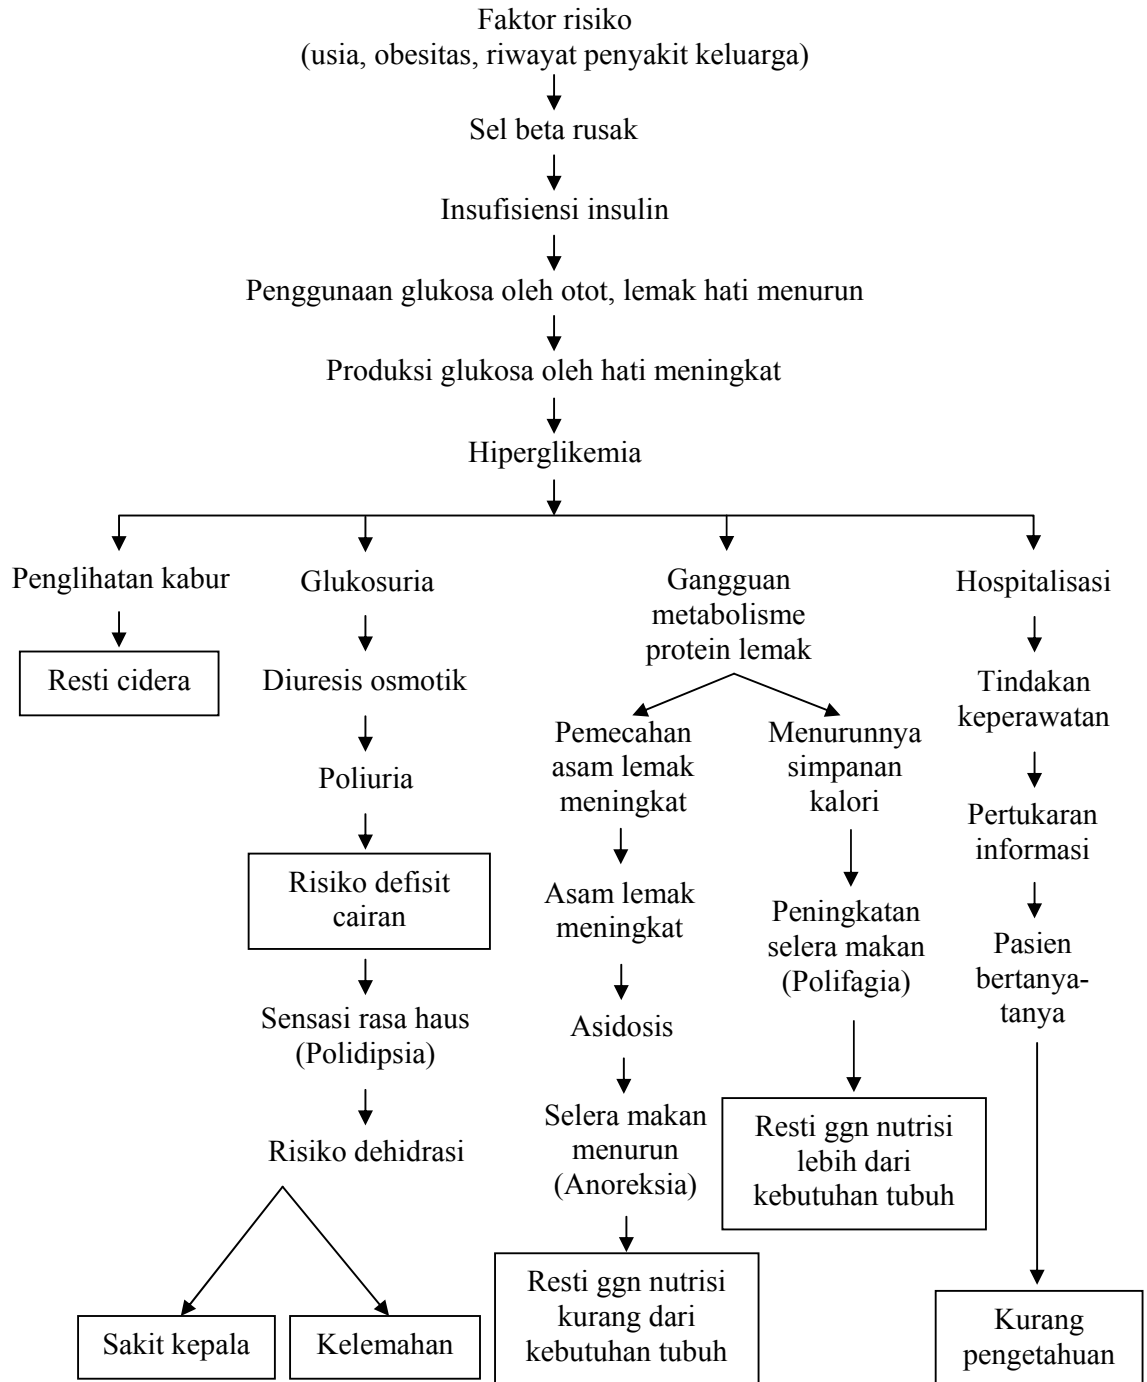 Faktor risiko
(usia, obesitas, riwayat penyakit keluarga)
Sel beta rusak
Insufisiensi insulin
Penggunaan glukosa oleh otot, lemak hati menurun
Produksi glukosa oleh hati meningkat
Hiperglikemia
Penglihatan kabur
Resti cidera
Glukosuria
Diuresis osmotik
Poliuria
Risiko defisit
cairan
Sensasi rasa haus
(Polidipsia)
Risiko dehidrasi
Sakit kepala
Kelemahan
Gangguan
metabolisme
protein lemak
Pemecahan
asam lemak
meningkat
Asam lemak
meningkat
Asidosis
Selera makan
menurun
(Anoreksia)
Resti ggn nutrisi
kurang dari
kebutuhan tubuh
Menurunnya
simpanan
kalori
Peningkatan
selera makan
(Polifagia)
Resti ggn nutrisi
lebih dari
kebutuhan tubuh
Hospitalisasi
Tindakan
keperawatan
Pertukaran
informasi
Pasien
bertanya-
tanya
Kurang
pengetahuan